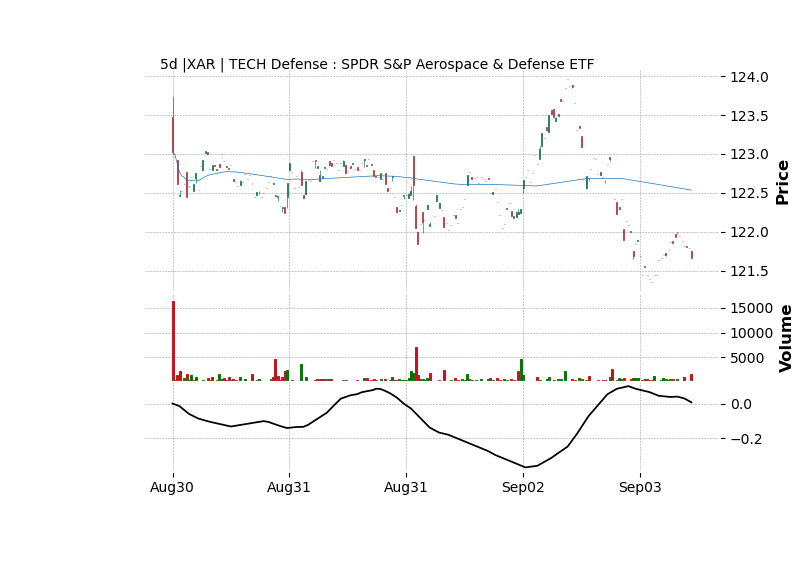 5d |XAR | TECH Defense : SPDR S&P Aerospace & Defense ETF
124.0
123.5
123.0
122.5
122.0
121.5
Price
15000
10000
5000
Volume
0.0
−0.2
Aug30 Aug31 Aug31 Sep02 Sep03